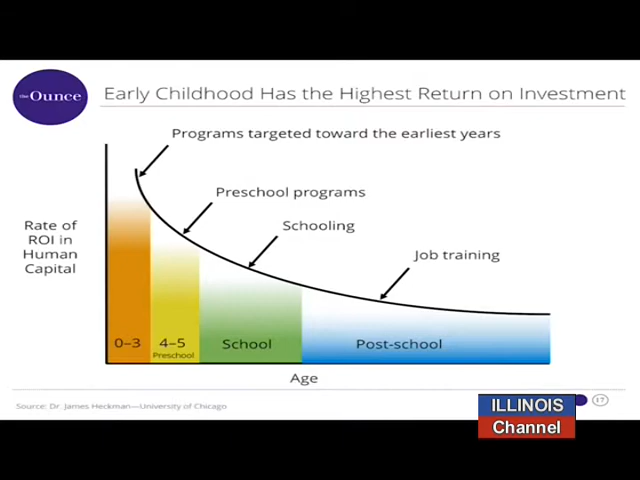 the Ounce
Early Childhood Has the Highest Return on Investment
Programs targeted toward the earliest years
Preschool programs
Schooling
Job training
Rate of
ROI in
Human
Capital
0–3
4–5
Preschool
School
Post-school
Age
Source: Dr. James Heckman—University of Chicago
17
ILLINOIS
Channel